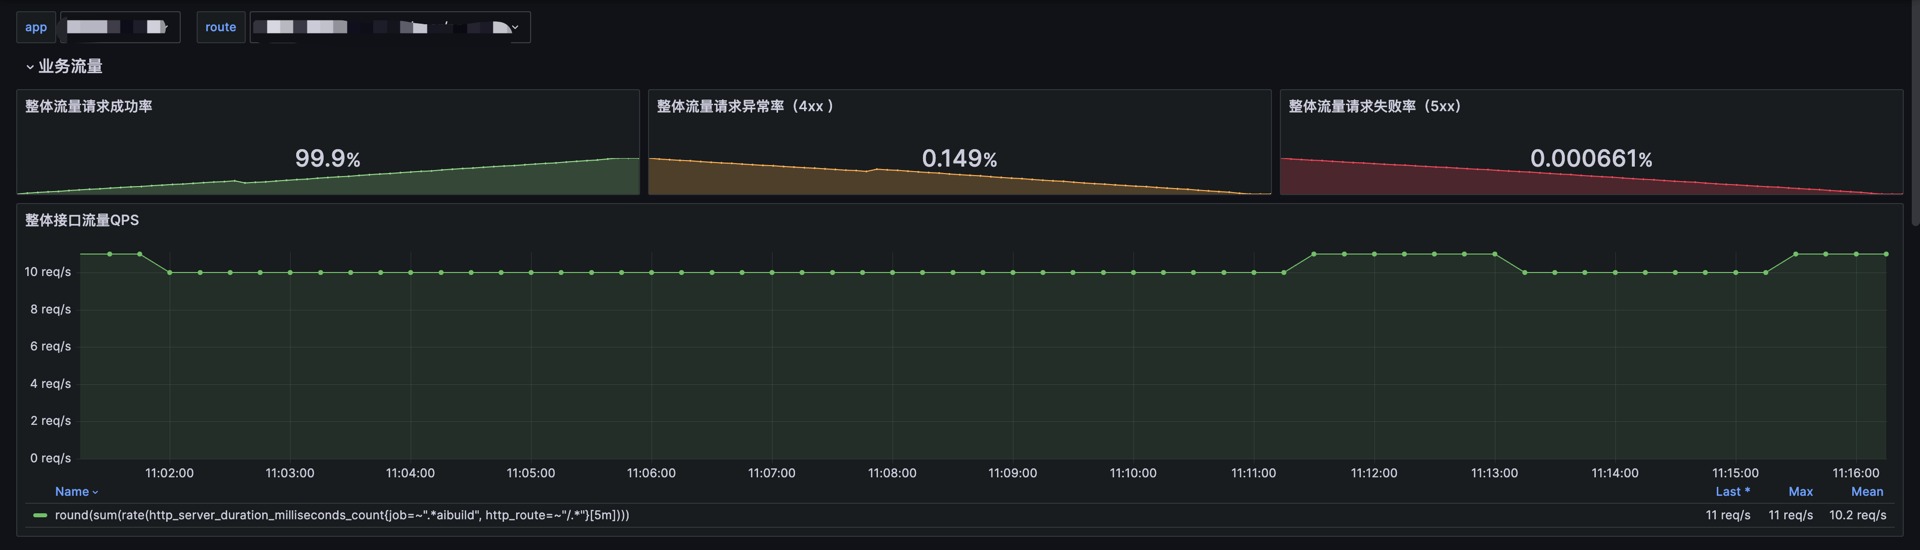 app
route
业务流量
整体流量请求成功率
99.9%
整体流量请求异常率（4xx ）
0.149%
整体流量请求失败率（5xx）
0.000661%
整体接口流量QPS
10 req/s
8 req/s
6 req/s
4 req/s
2 req/s
0 req/s
11:02:00 11:03:00 11:04:00 11:05:00 11:06:00 11:07:00 11:08:00 11:09:00 11:10:00 11:11:00 11:12:00 11:13:00 11:14:00 11:15:00 11:16:00
Name Last * Max Mean
round(sum(rate(http_server_duration_milliseconds_count{job=~".*aibuild", http_route=~"/.*"}[5m]))) 11 req/s 11 req/s 10.2 req/s